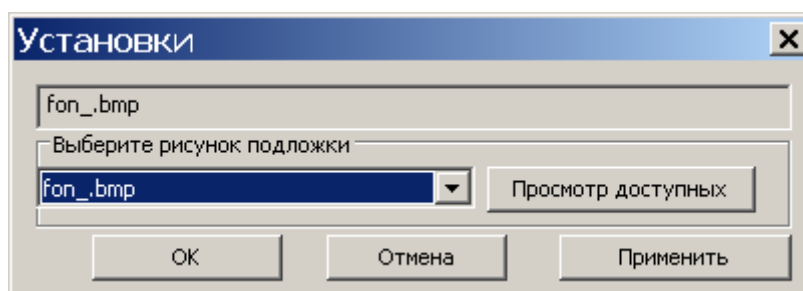 Установки
fon_.bmp
Выберите рисунок подложки
fon_.bmp
Просмотр доступных
OK
Отмена
Применить